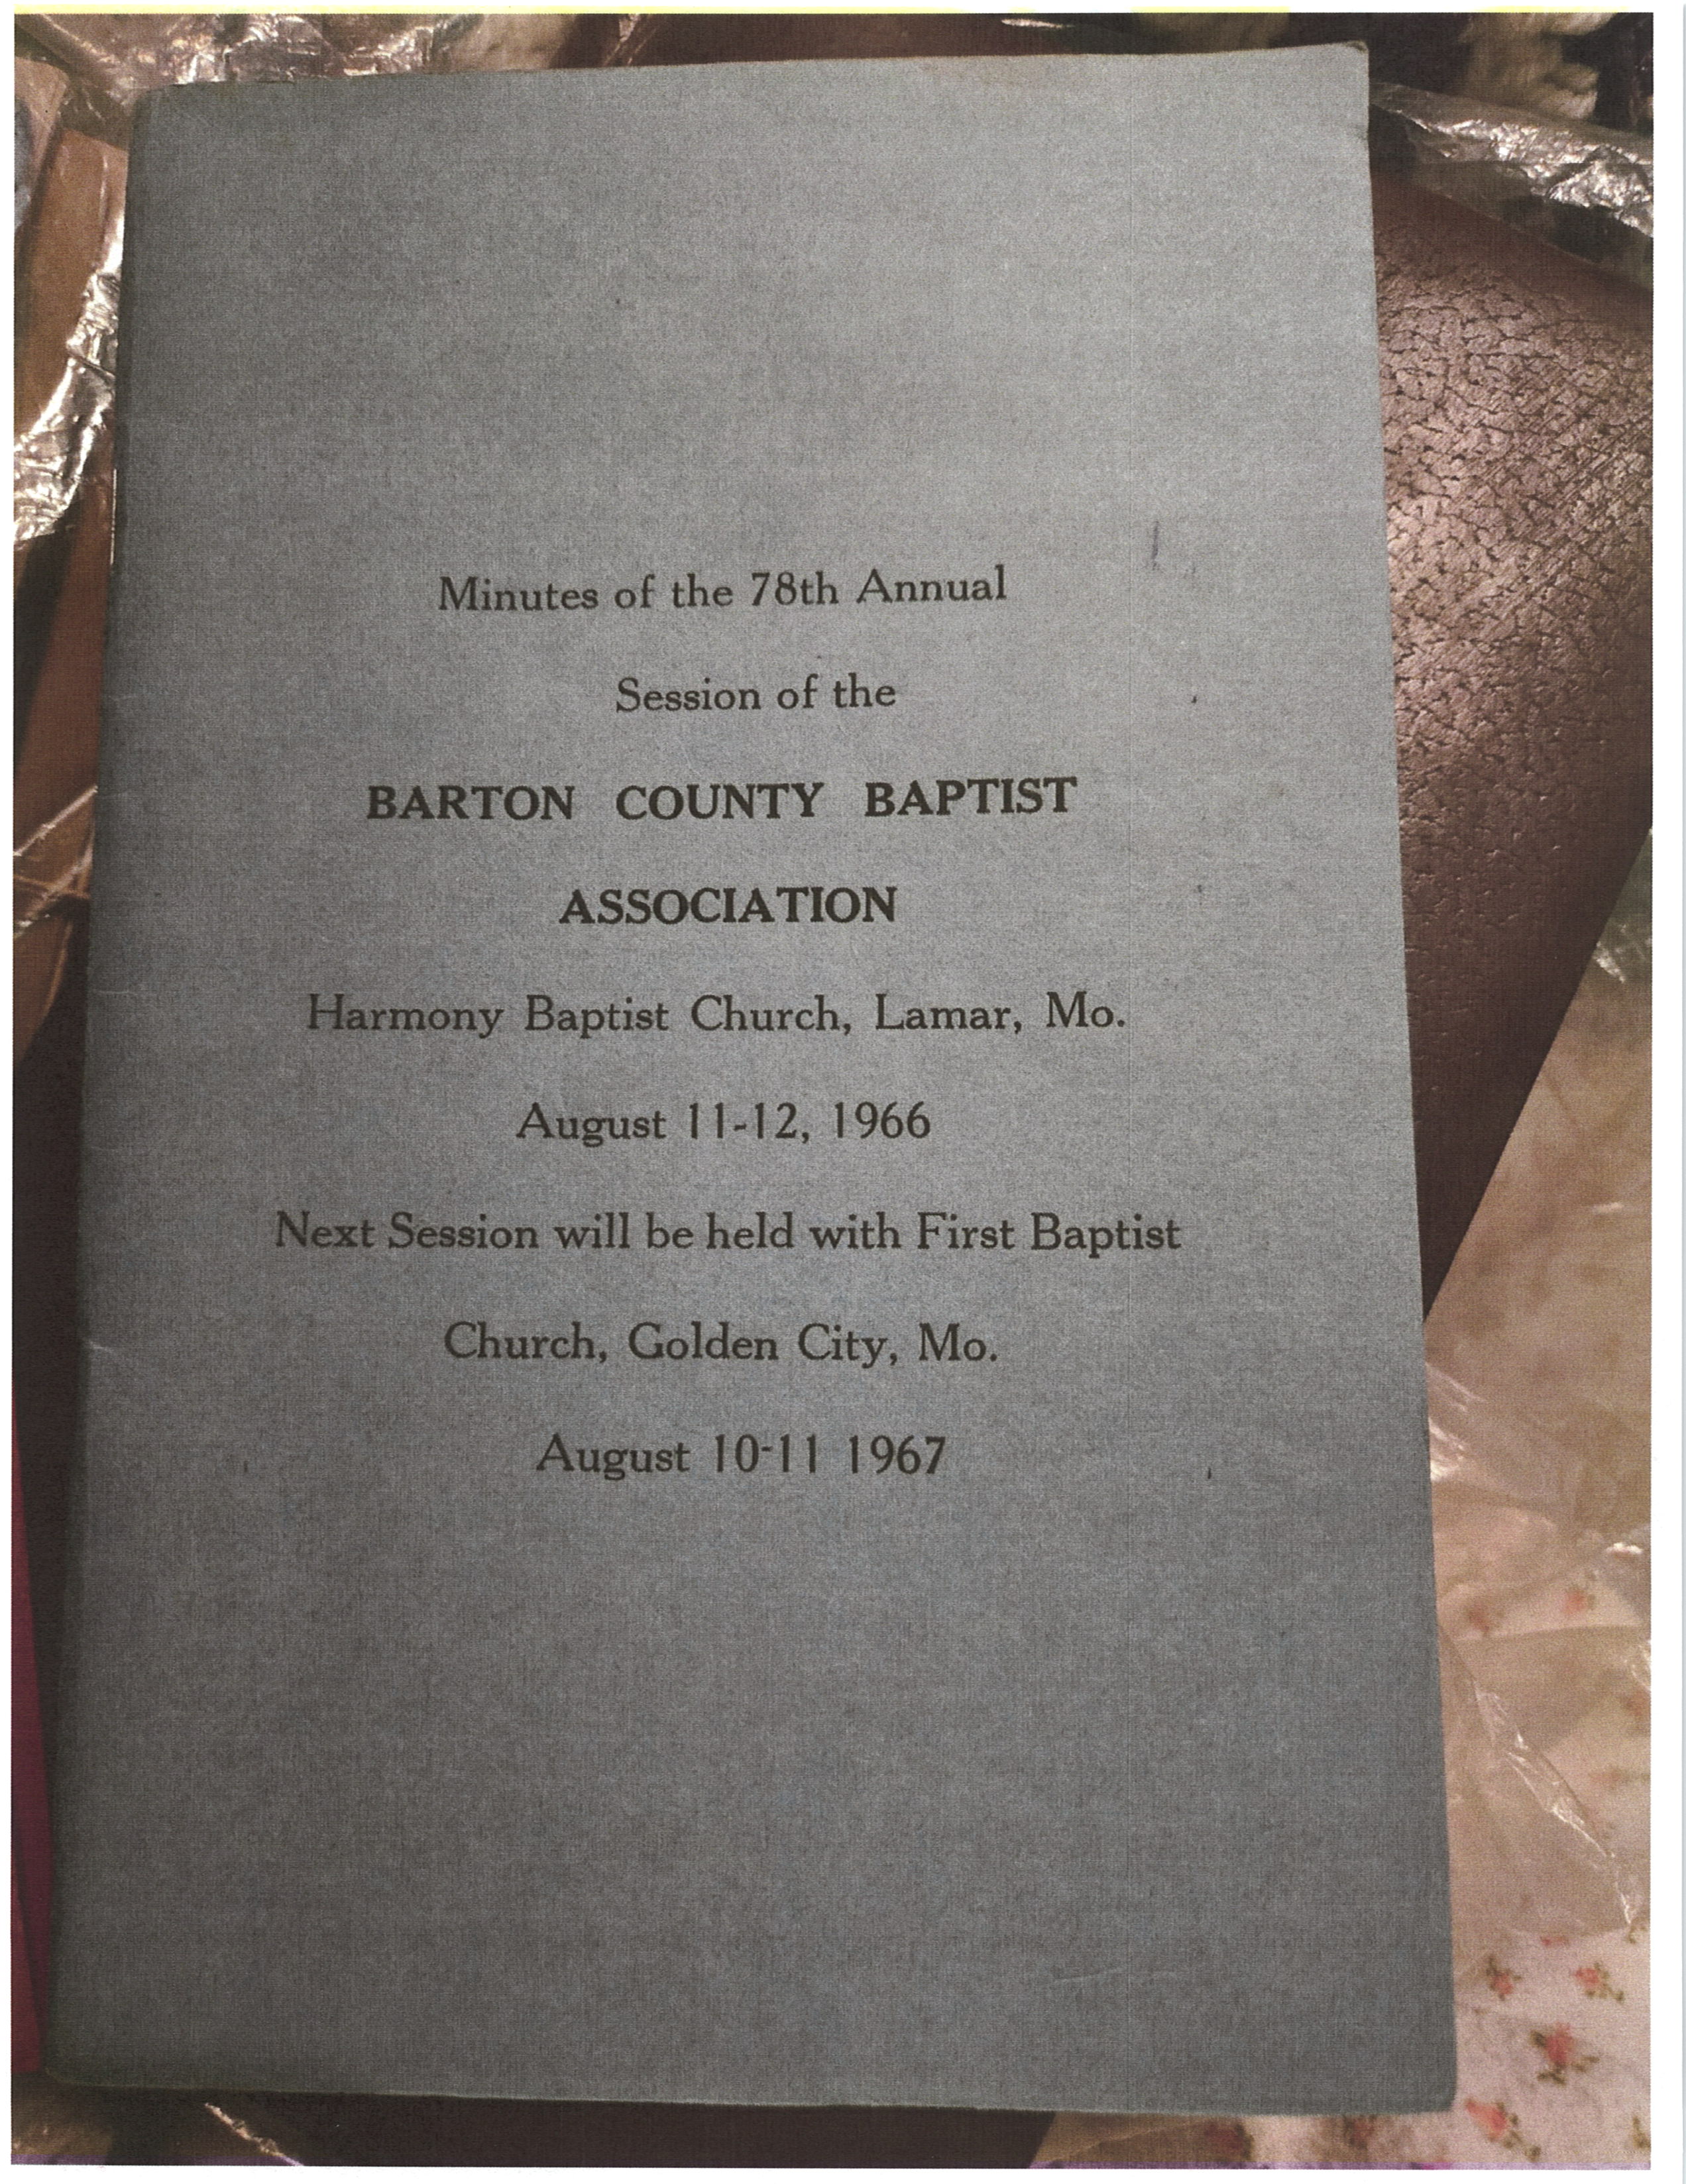 Minutes of the 78th Annual
Session of the
BARTON COUNTY BAPTIST
ASSOCIATION
Harmony Baptist Church, Lamar, Mo.
August 11-12, 1966
Next Session will be held with First Baptist
Church, Golden City, Mo.
August 10-11 1967